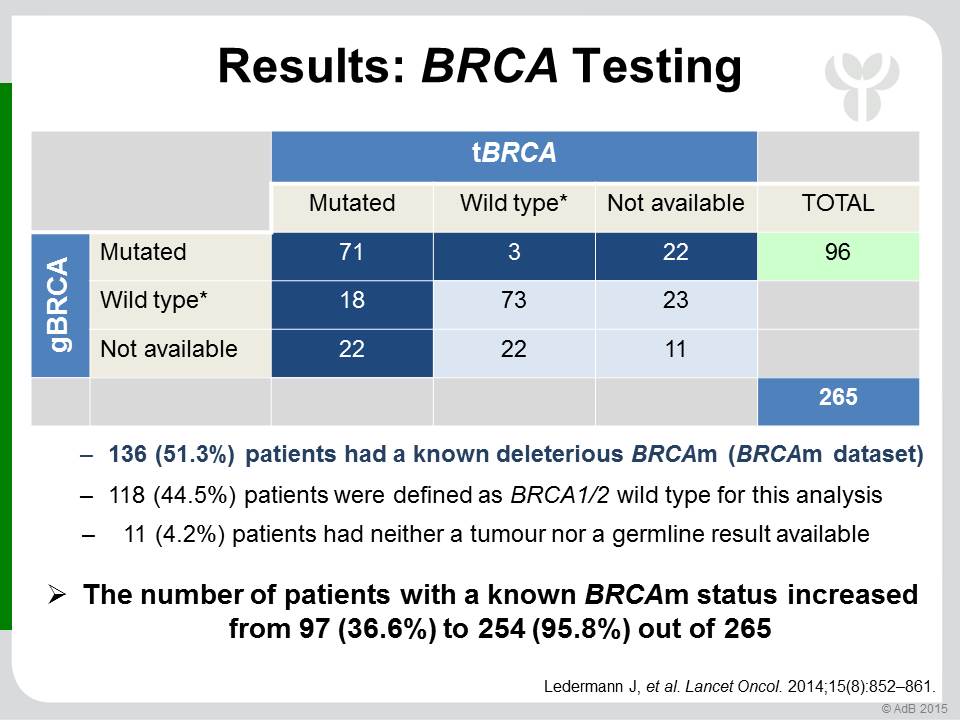 Results: BRCA Testing
tBRCA
Mutated Wild type* Not available TOTAL
gBRCA
Mutated 71 3 22 96
Wild type* 18 73 23
Not available 22 22 11
265
– 136 (51.3%) patients had a known deleterious BRCAm (BRCAm dataset)
– 118 (44.5%) patients were defined as BRCA1/2 wild type for this analysis
– 11 (4.2%) patients had neither a tumour nor a germline result available
➢ The number of patients with a known BRCAm status increased
from 97 (36.6%) to 254 (95.8%) out of 265
Ledermann J, et al. Lancet Oncol. 2014;15(8):852–861.
© AdB 2015